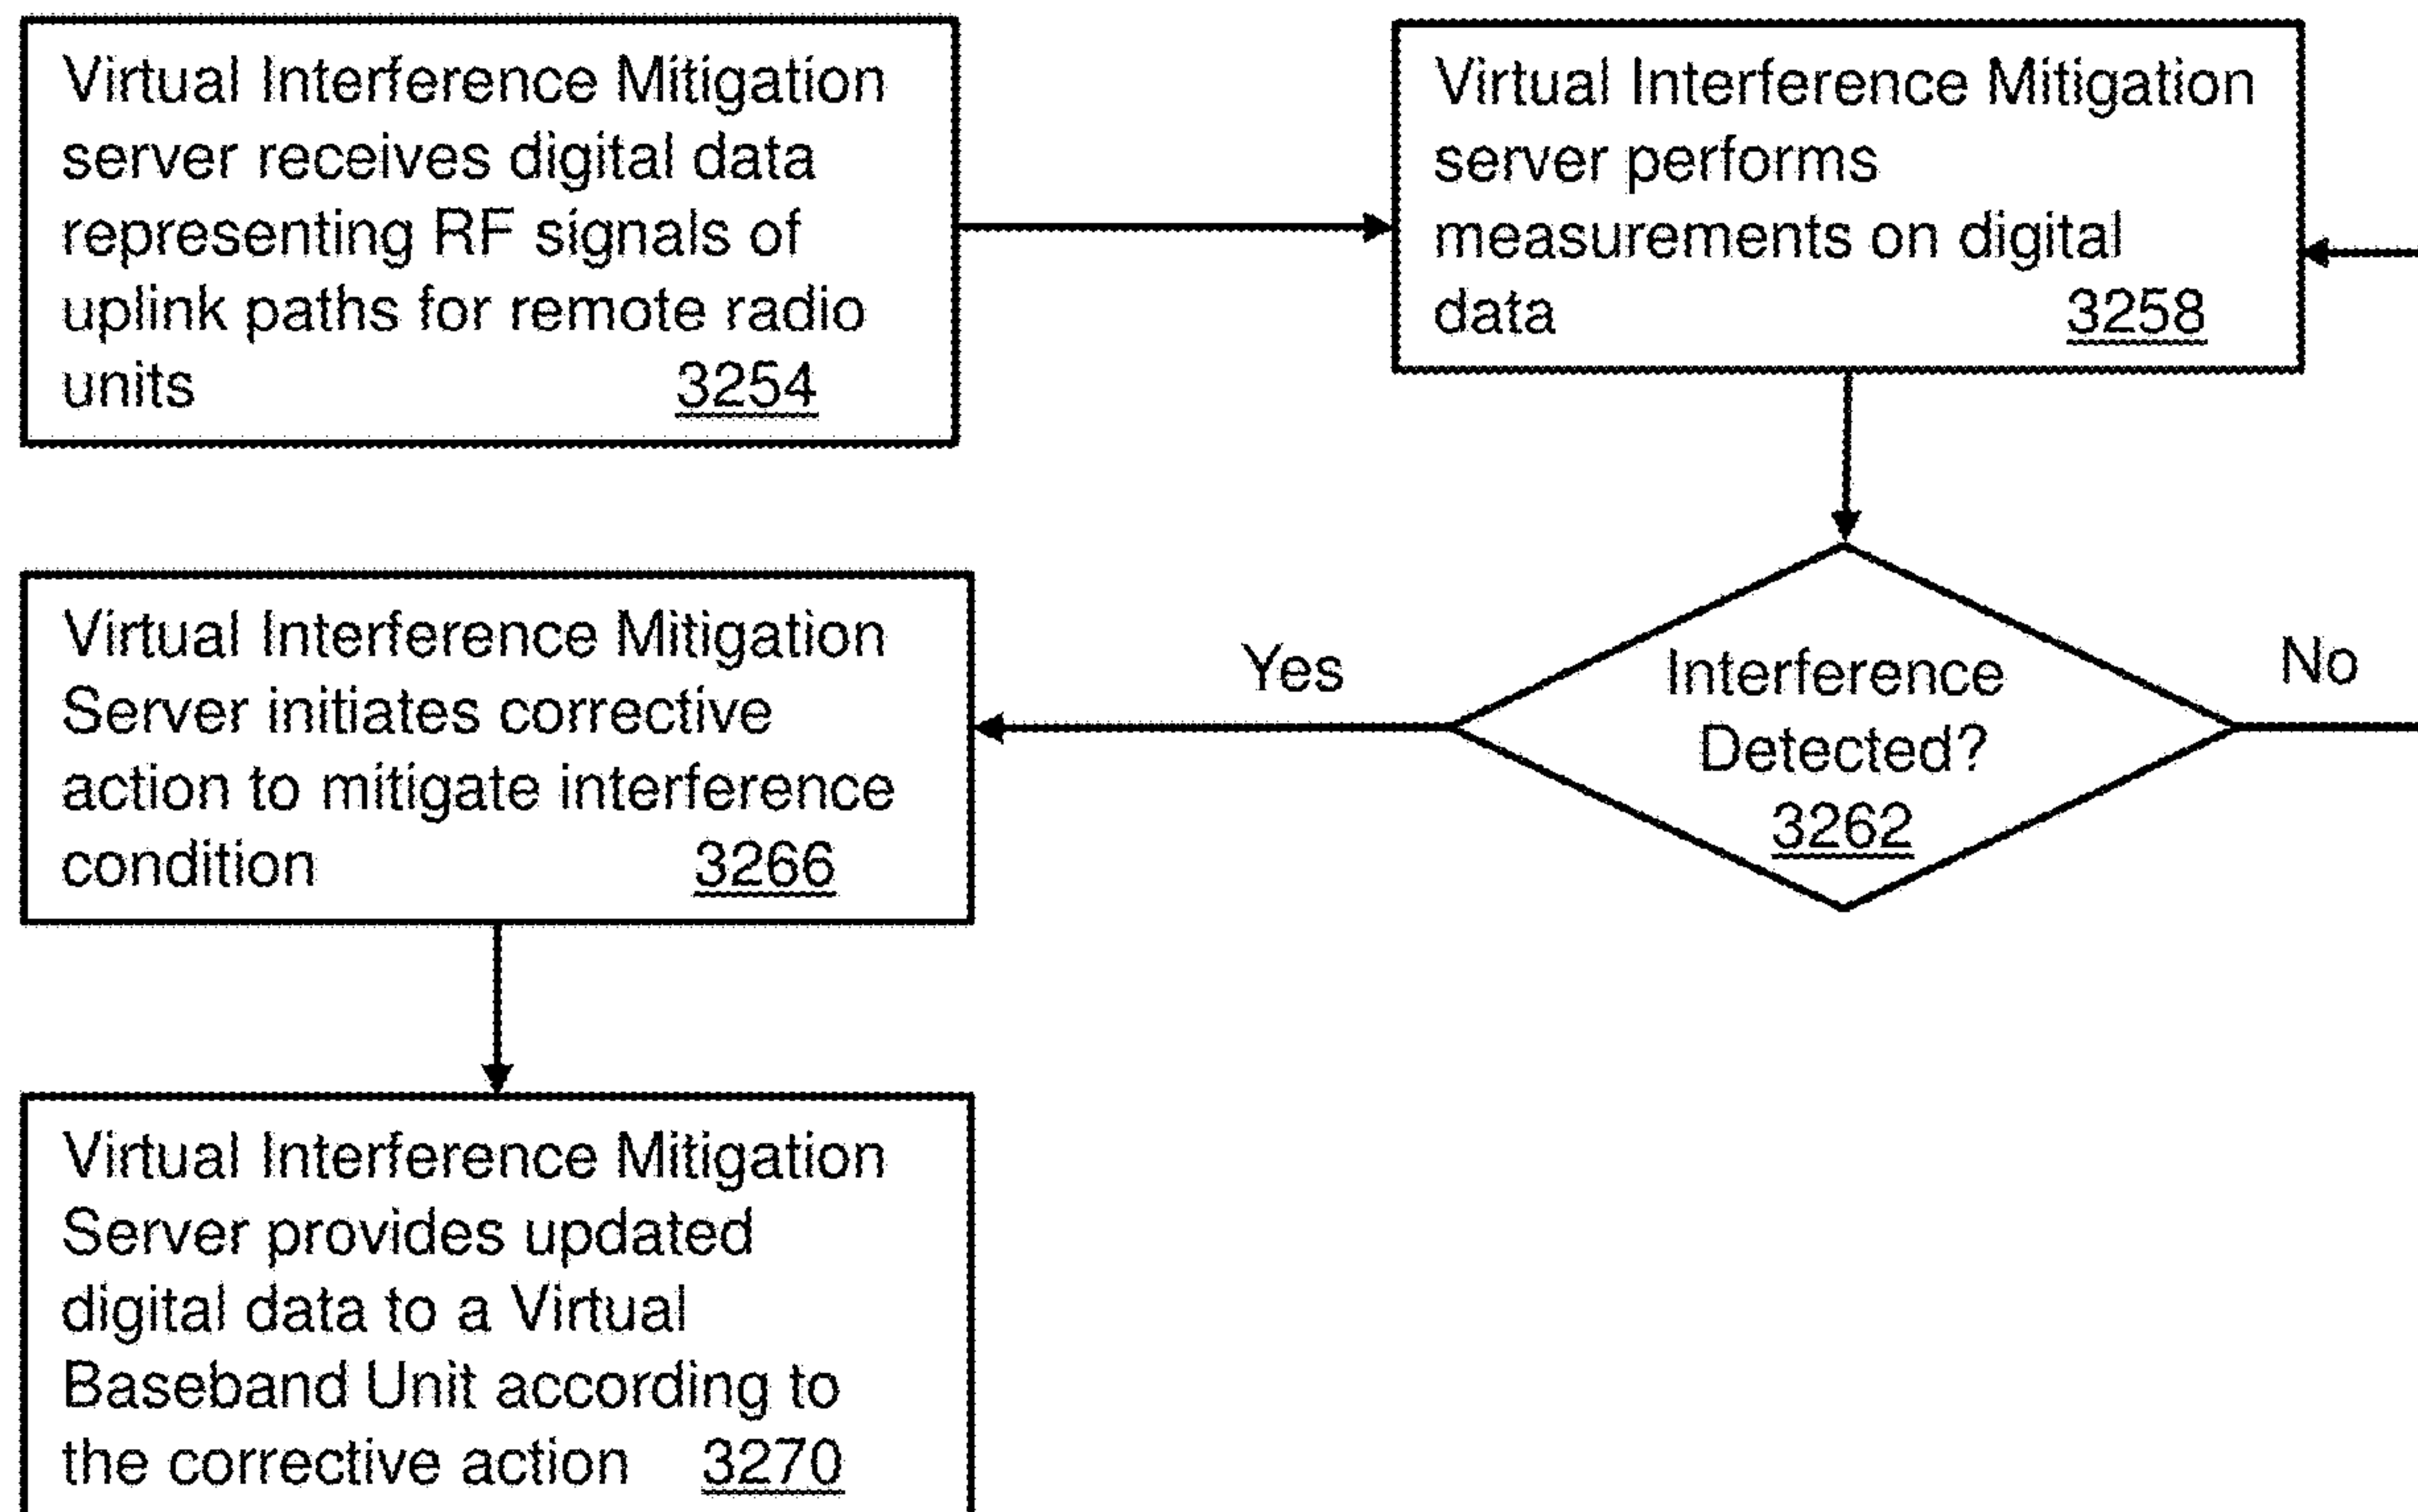 Virtual Interference Mitigation
server receives digital data
representing RF signals of
uplink paths for remote radio
units 3254
Virtual Interference Mitigation
server performs
measurements on digital
data 3258
Interference
Detected?
3262
Yes
No
Virtual Interference Mitigation
Server initiates corrective
action to mitigate interference
condition 3266
Virtual Interference Mitigation
Server provides updated
digital data to a Virtual
Baseband Unit according to
the corrective action 3270